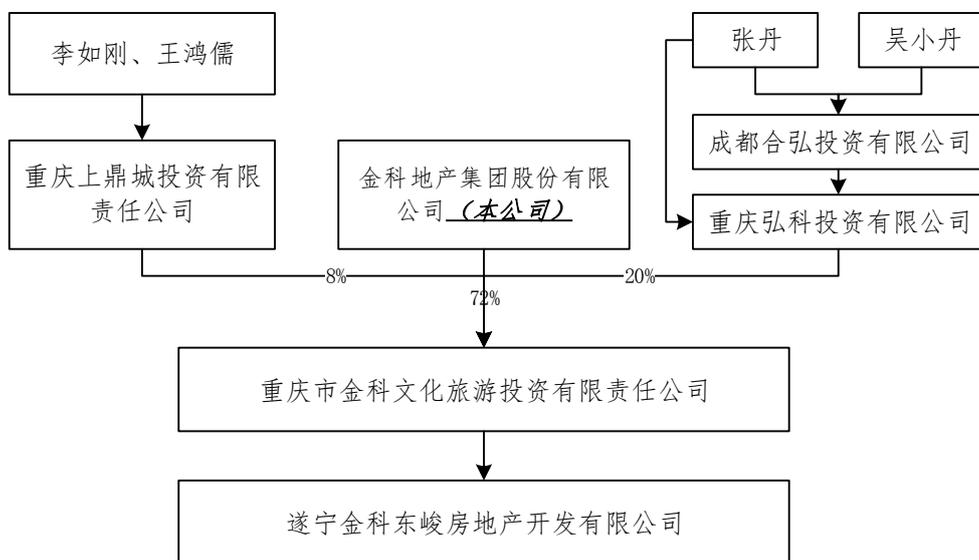 李如刚、王鸿儒
张丹
吴小丹
成都合弘投资有限公司
重庆上鼎城投资有限
责任公司
金科地产集团股份有限
公司（本公司）
重庆弘科投资有限公司
8%
20%
72%
重庆市金科文化旅游投资有限责任公司
遂宁金科东峻房地产开发有限公司